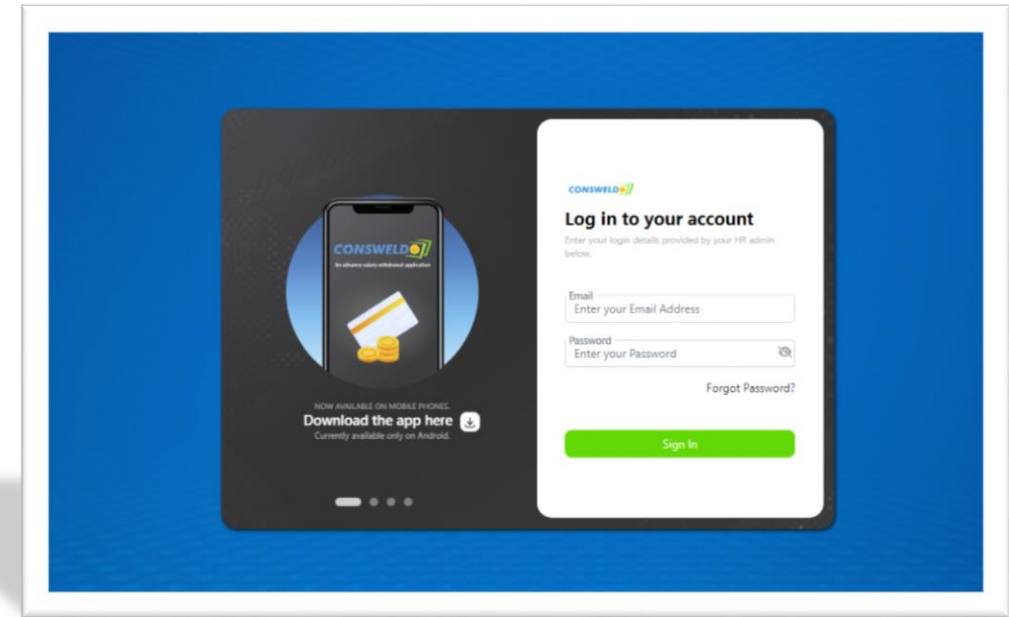 CONSWELDO
An advance salary withdrawal application
NOW AVAILABLE ON MOBILE PHONES.
Download the app here
Currently available only on Android.
CONSWELDO
Log in to your account
Enter your login details provided by your HR admin
below.
Email
Enter your Email Address
Password
Enter your Password
Forgot Password?
Sign In